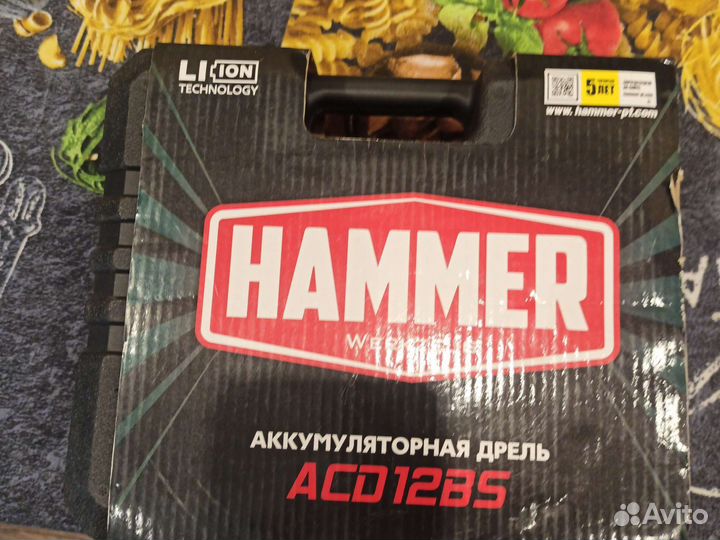 LI ION
TECHNOLOGY
5 ЛЕТ
www.hammer-pt.com
HAMMER
АККУМУЛЯТОРНАЯ ДРЕЛЬ
ACD12BS
Avito